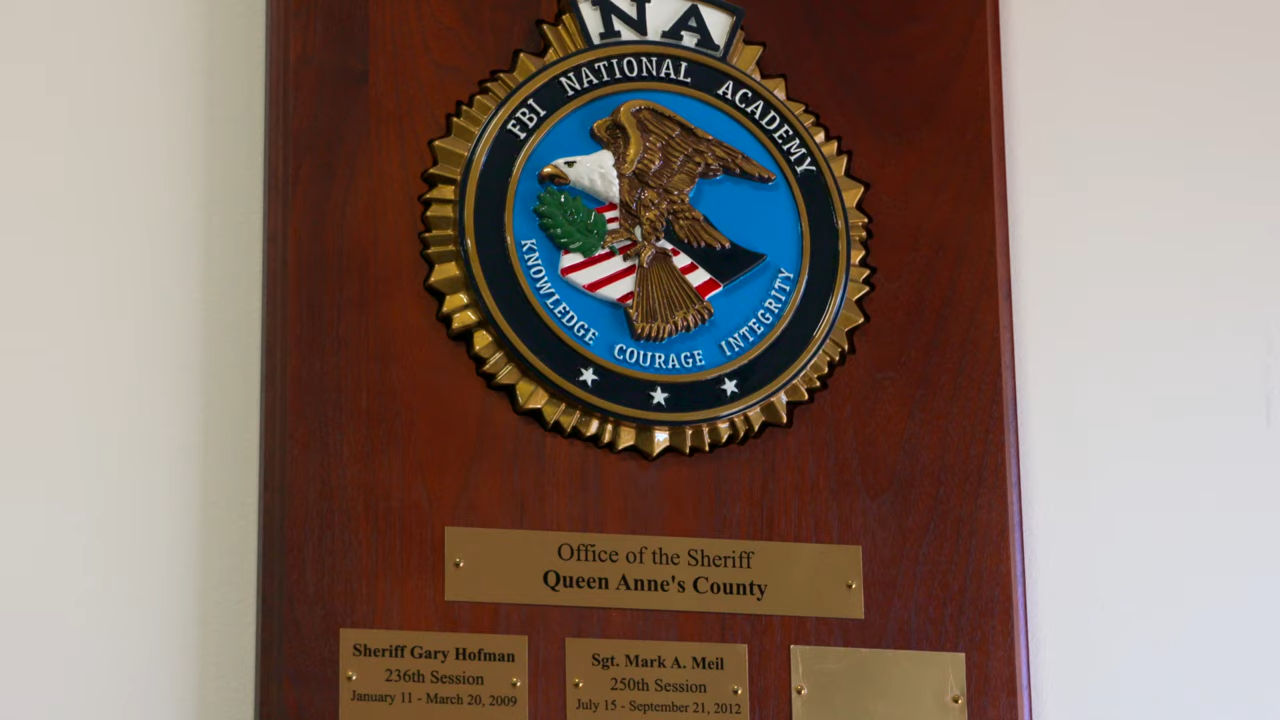 NA
FBI NATIONAL ACADEMY
KNOWLEDGE COURAGE INTEGRITY
Office of the Sheriff
Queen Anne's County
Sheriff Gary Hofman
236th Session
January 11 - March 20, 2009
Sgt. Mark A. Meil
250th Session
July 15 - September 21, 2012